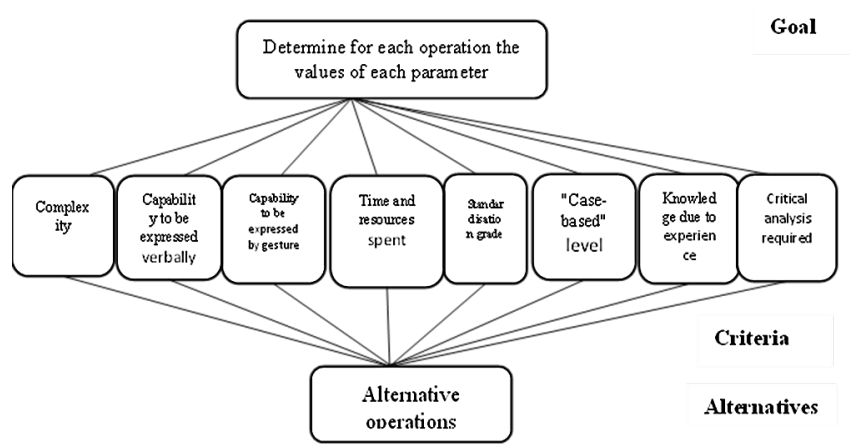 Goal
Determine for each operation the
values of each parameter
Complex
ity
Capabilit
y to be
expressed
verbally
Capability
to be
expressed
by gesture
Time and
resources
spent
Standar
disatio
n grade
"Case-
based"
level
Knowled
ge due to
experien
ce
Critical
analysis
required
Criteria
Alternative
operations
Alternatives